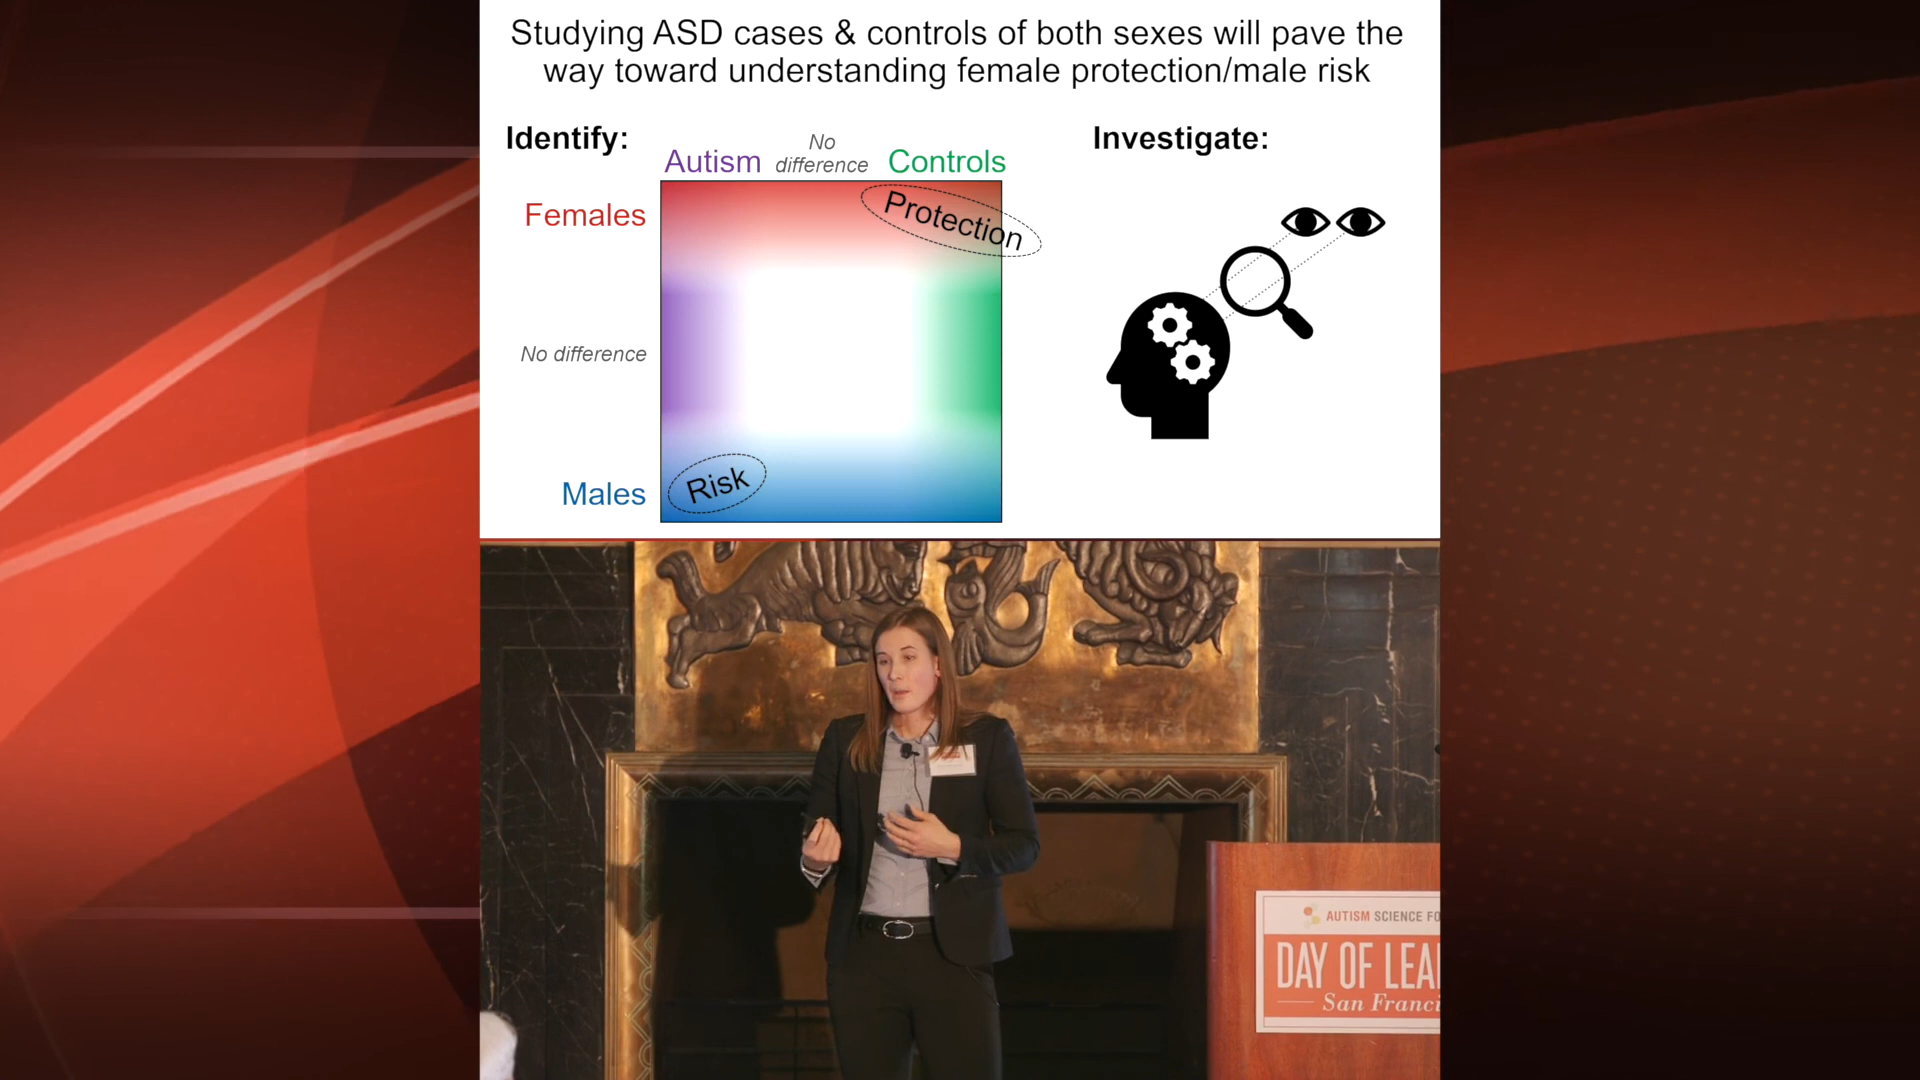 Studying ASD cases & controls of both sexes will pave the
way toward understanding female protection/male risk
Identify:
Autism
No
difference
Controls
Females
Protection
No difference
Males
Risk
Investigate:
AUTISM SCIENCE FO
DAY OF LEA
San Franci